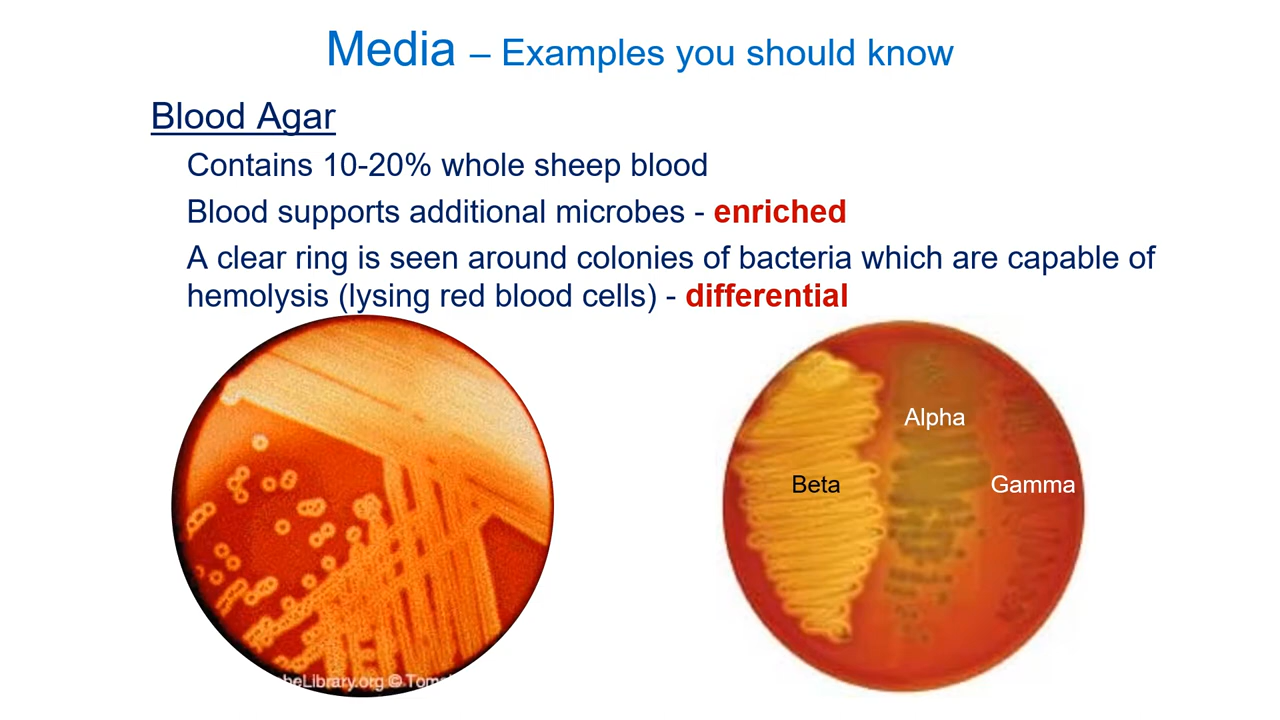 Media – Examples you should know
Blood Agar
Contains 10-20% whole sheep blood
Blood supports additional microbes - enriched
A clear ring is seen around colonies of bacteria which are capable of
hemolysis (lysing red blood cells) - differential
Alpha
Beta
Gamma
beLibrary.org ©